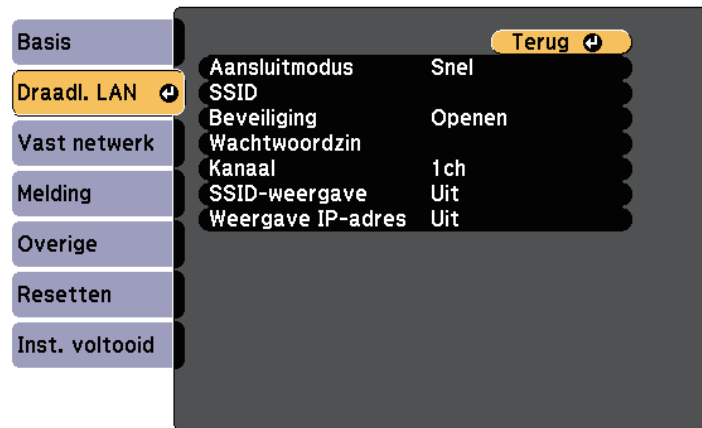 Basis
Draadl. LAN
Vast netwerk
Melding
Overige
Resetten
Inst. voltooid
Terug
Aansluitmodus Snel
SSID
Beveiliging Openen
Wachtwoordzin
Kanaal 1ch
SSID-weergave Uit
Weergave IP-adres Uit